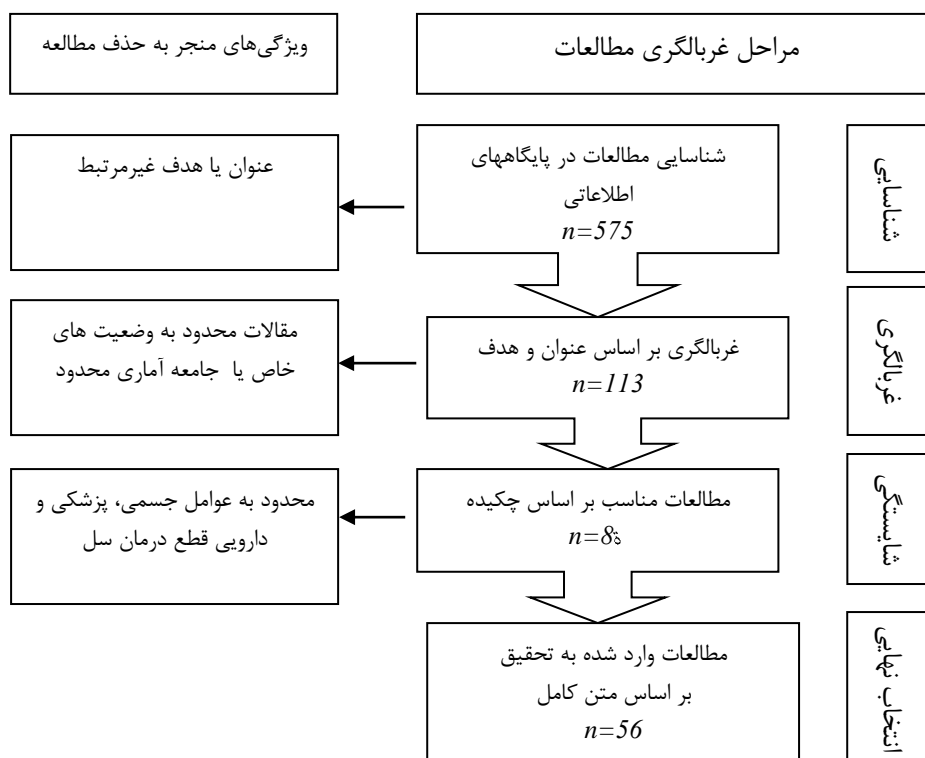 مراحل غربالگری مطالعات
ویژگی‌های منجر به حذف مطالعه
شناسایی
شناسایی مطالعات در پایگاههای
اطلاعاتی
n=575
عنوان یا هدف غیرمرتبط
غربالگری
غربالگری بر اساس عنوان و هدف
n=113
مقالات محدود به وضعیت های
خاص یا جامعه آماری محدود
شایستگی
مطالعات مناسب بر اساس چکیده
محدود به عوامل جسمی، پزشکی و
دارویی قطع درمان سل
انتخاب نهایی
مطالعات وارد شده به تحقیق
بر اساس متن کامل
n=56